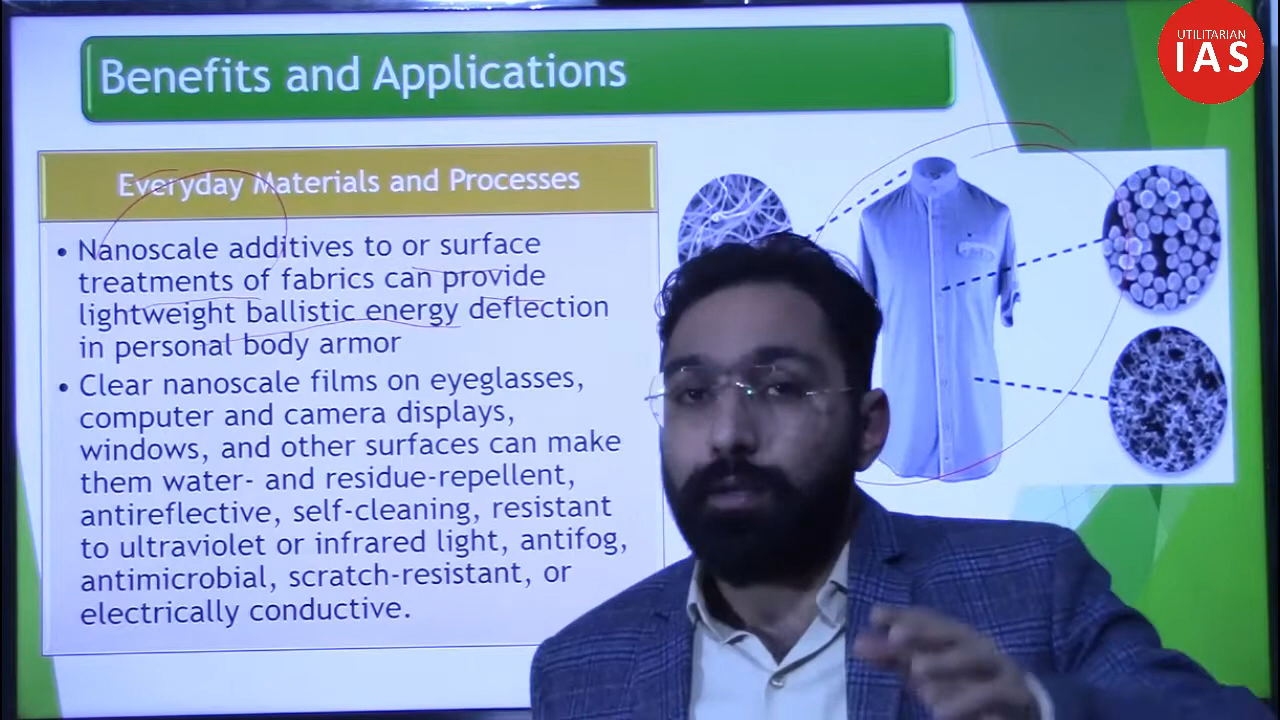 UTILITARIAN
IAS
Benefits and Applications
Everyday Materials and Processes
• Nanoscale additives to or surface
treatments of fabrics can provide
lightweight ballistic energy deflection
in personal body armor
• Clear nanoscale films on eyeglasses,
computer and camera displays,
windows, and other surfaces can make
them water- and residue-repellent,
antireflective, self-cleaning, resistant
to ultraviolet or infrared light, antifog,
antimicrobial, scratch-resistant, or
electrically conductive.